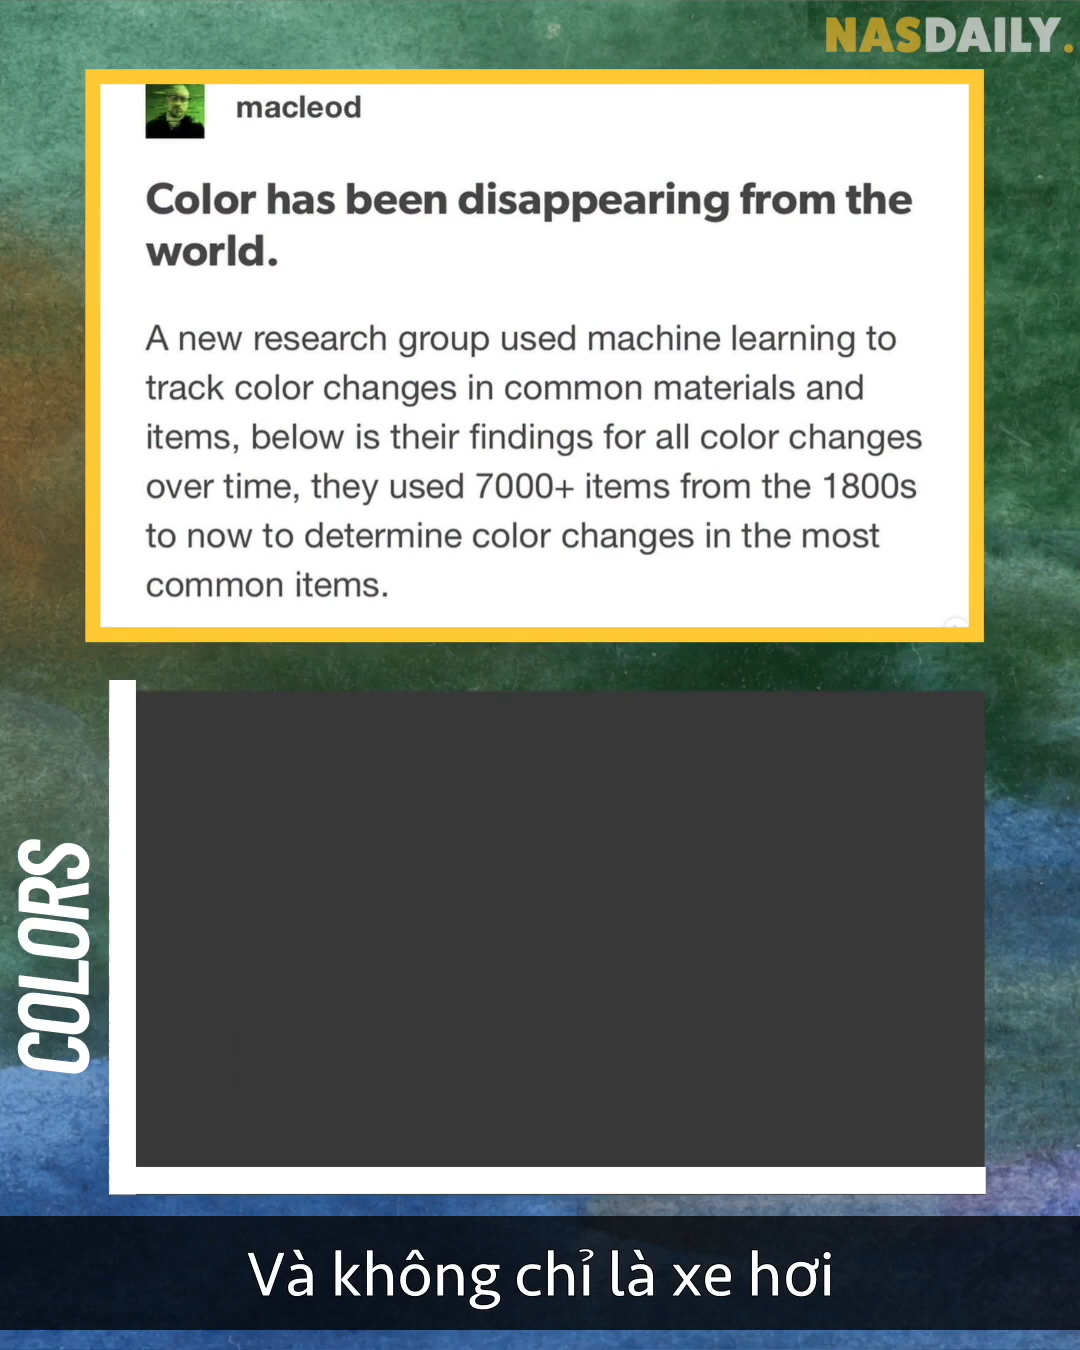 NASDAILY.
macleod
Color has been disappearing from the
world.
A new research group used machine learning to
track color changes in common materials and
items, below is their findings for all color changes
over time, they used 7000+ items from the 1800s
to now to determine color changes in the most
common items.
COLORS
Và không chỉ là xe hơi